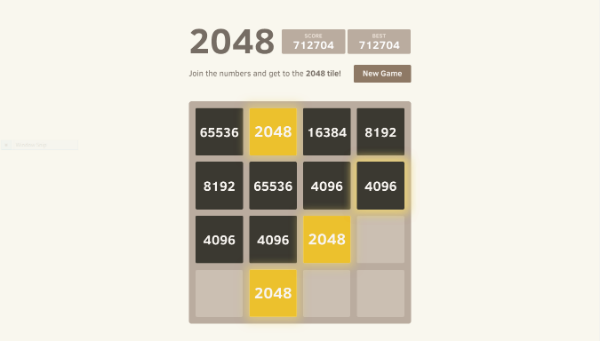 2048
SCORE
712704
BEST
712704
Join the numbers and get to the 2048 tile!
New Game
65536 2048 16384 8192
8192 65536 4096 4096
4096 4096 2048
2048